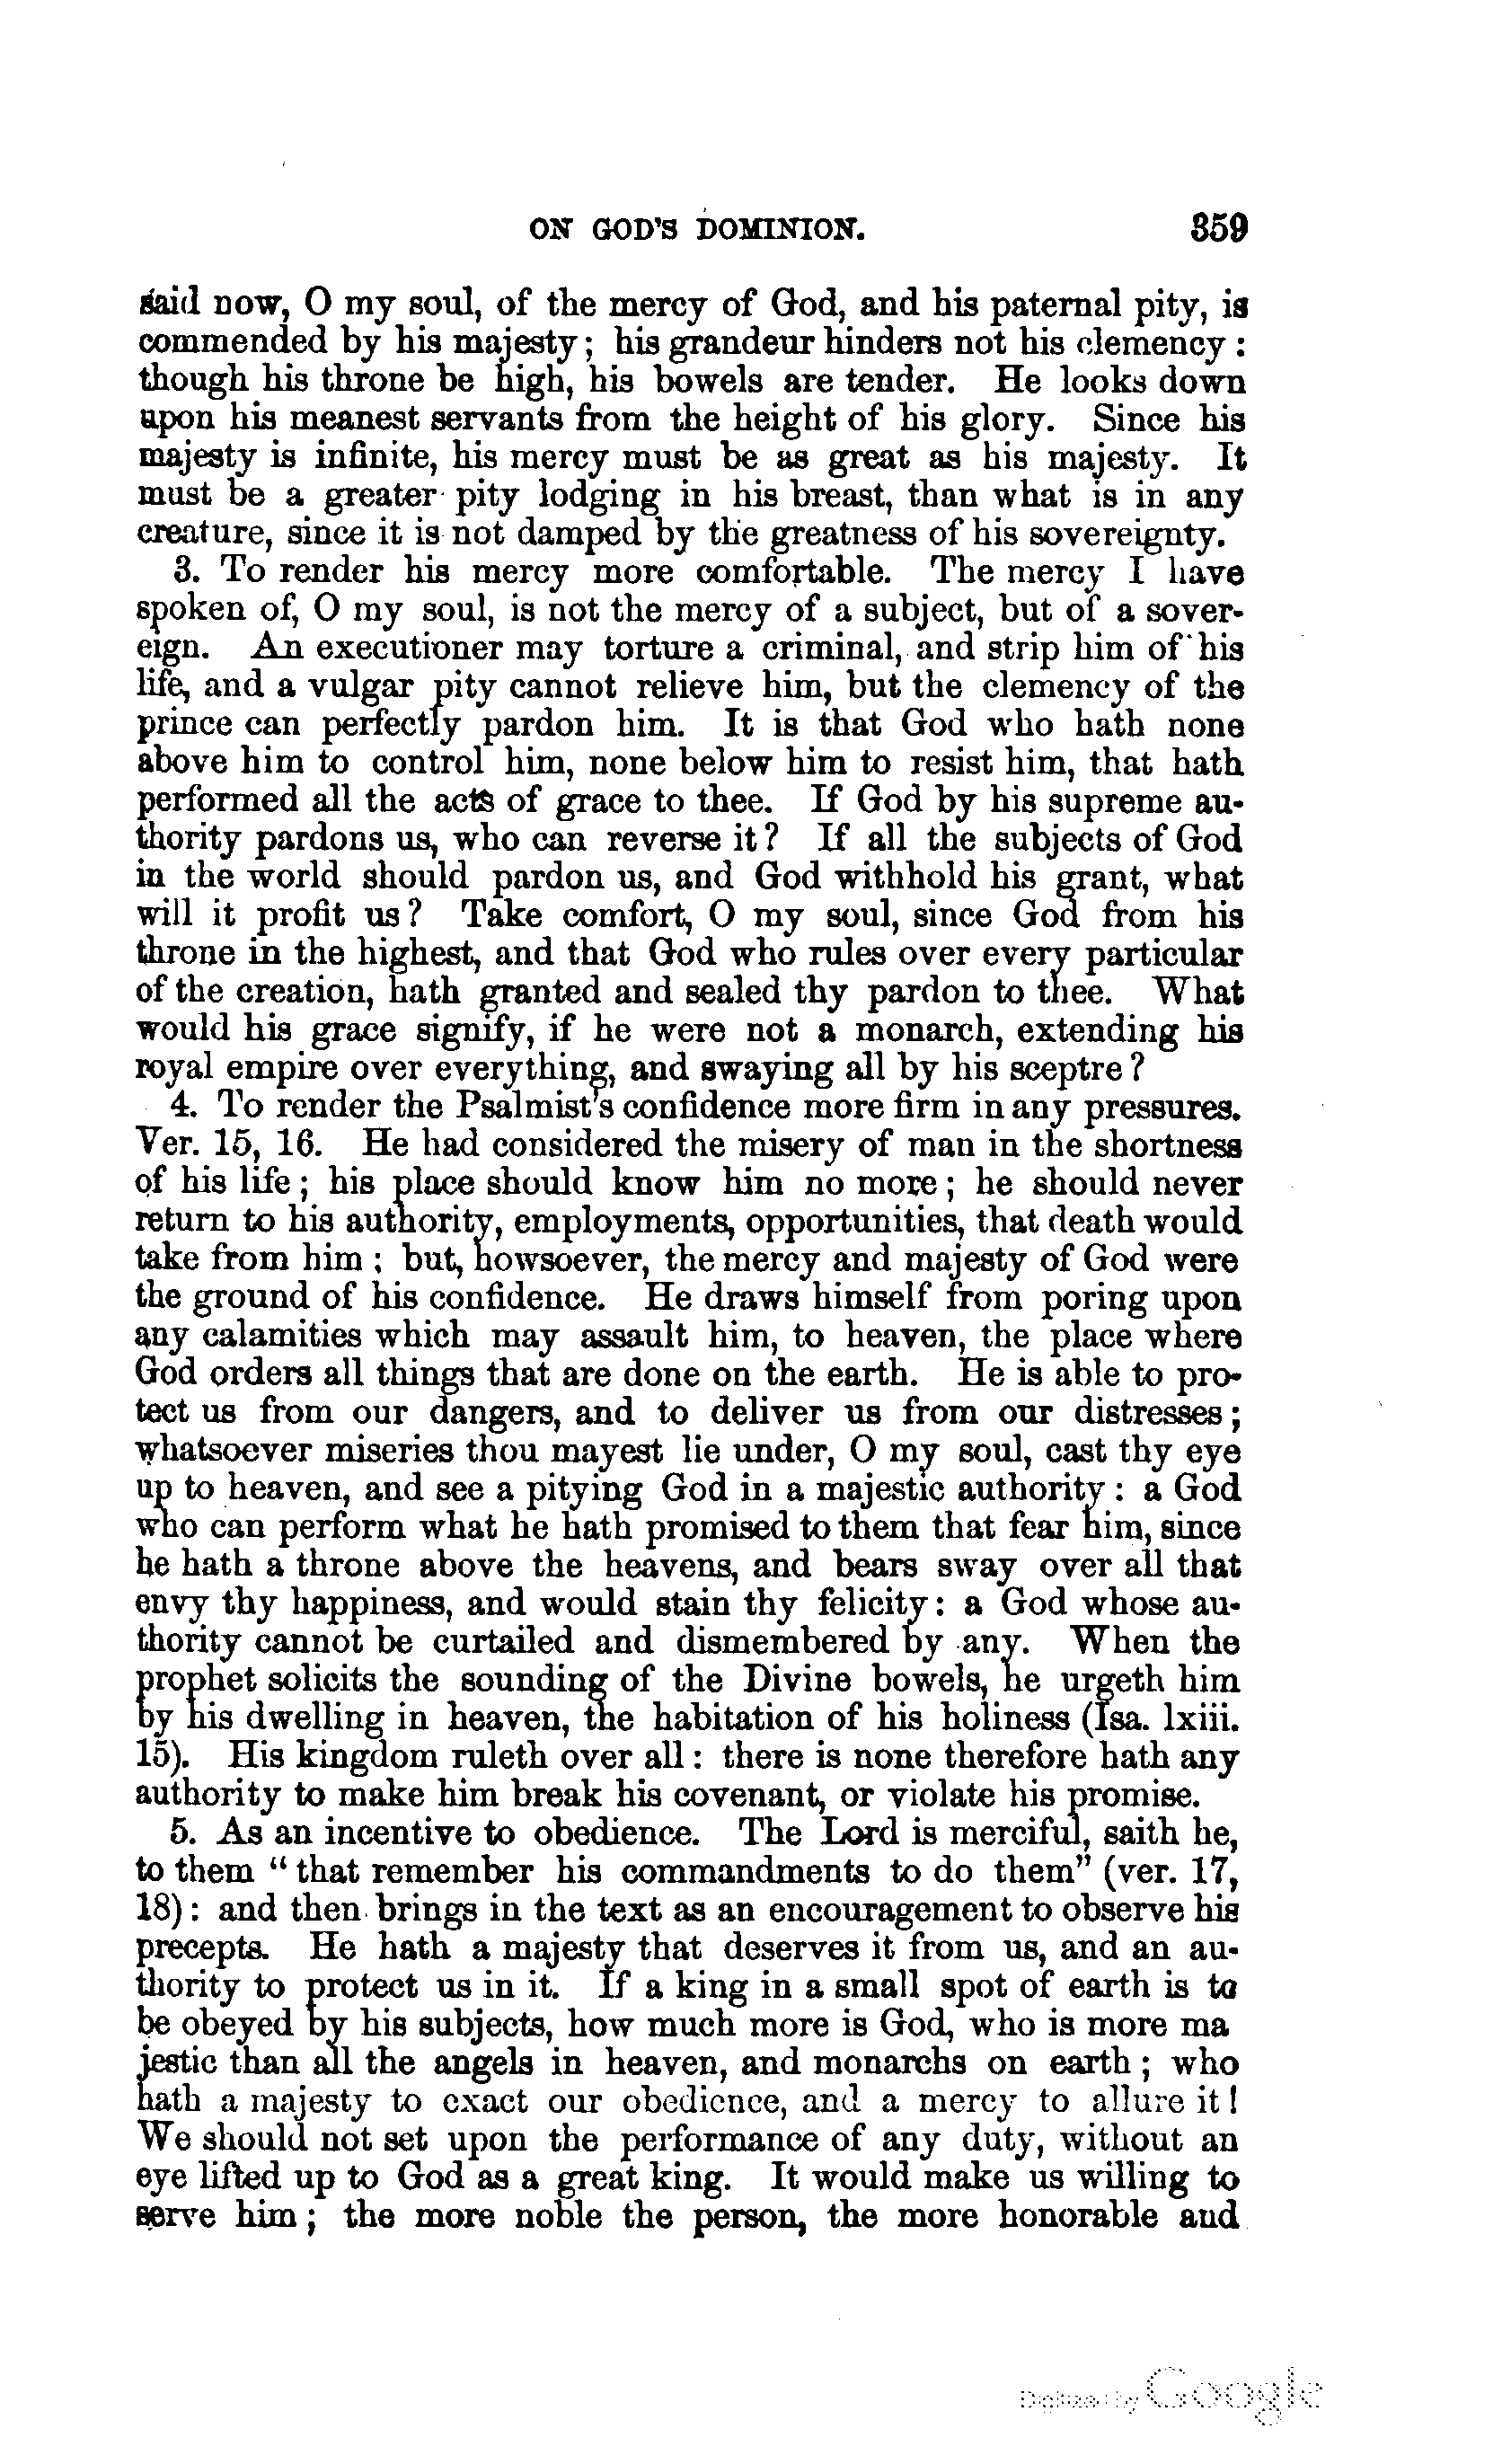 ON GOD'S DOMINION. 359
said now, O my soul, of the mercy of God, and his paternal pity, is
commended by his majesty; his grandeur hinders not his clemency:
though his throne be high, his bowels are tender. He looks down
upon his meanest servants from the height of his glory. Since his
majesty is infinite, his mercy must be as great as his majesty. It
must be a greater pity lodging in his breast, than what is in any
creature, since it is not damped by the greatness of his sovereignty.
3. To render his mercy more comfortable. The mercy I have
spoken of, O my soul, is not the mercy of a subject, but of a sover-
eign. An executioner may torture a criminal, and strip him of his
life, and a vulgar pity cannot relieve him, but the clemency of the
prince can perfectly pardon him. It is that God who hath none
above him to control him, none below him to resist him, that hath
performed all the acts of grace to thee. If God by his supreme au-
thority pardons us, who can reverse it? If all the subjects of God
in the world should pardon us, and God withhold his grant, what
will it profit us? Take comfort, O my soul, since God from his
throne in the highest, and that God who rules over every particular
of the creation, hath granted and sealed thy pardon to thee. What
would his grace signify, if he were not a monarch, extending his
royal empire over everything, and swaying all by his sceptre?
4. To render the Psalmist's confidence more firm in any pressures.
Ver. 15, 16. He had considered the misery of man in the shortness
of his life; his place should know him no more; he should never
return to his authority, employments, opportunities, that death would
take from him; but, howsoever, the mercy and majesty of God were
the ground of his confidence. He draws himself from poring upon
any calamities which may assault him, to heaven, the place where
God orders all things that are done on the earth. He is able to pro-
tect us from our dangers, and to deliver us from our distresses;
whatsoever miseries thou mayest lie under, O my soul, cast thy eye
up to heaven, and see a pitying God in a majestic authority: a God
who can perform what he hath promised to them that fear him, since
he hath a throne above the heavens, and bears sway over all that
envy thy happiness, and would stain thy felicity: a God whose au-
thority cannot be curtailed and dismembered by any. When the
prophet solicits the sounding of the Divine bowels, he urgeth him
by his dwelling in heaven, the habitation of his holiness (Isa. lxiii.
15). His kingdom ruleth over all: there is none therefore hath any
authority to make him break his covenant, or violate his promise.
5. As an incentive to obedience. The Lord is merciful, saith he,
to them "that remember his commandments to do them" (ver. 17,
18): and then brings in the text as an encouragement to observe his
precepts. He hath a majesty that deserves it from us, and an au-
thority to protect us in it. If a king in a small spot of earth is to
be obeyed by his subjects, how much more is God, who is more ma
jestic than all the angels in heaven, and monarchs on earth; who
hath a majesty to exact our obedience, and a mercy to allure it!
We should not set upon the performance of any duty, without an
eye lifted up to God as a great king. It would make us willing to
serve him; the more noble the person, the more honorable and
Digitized by Google